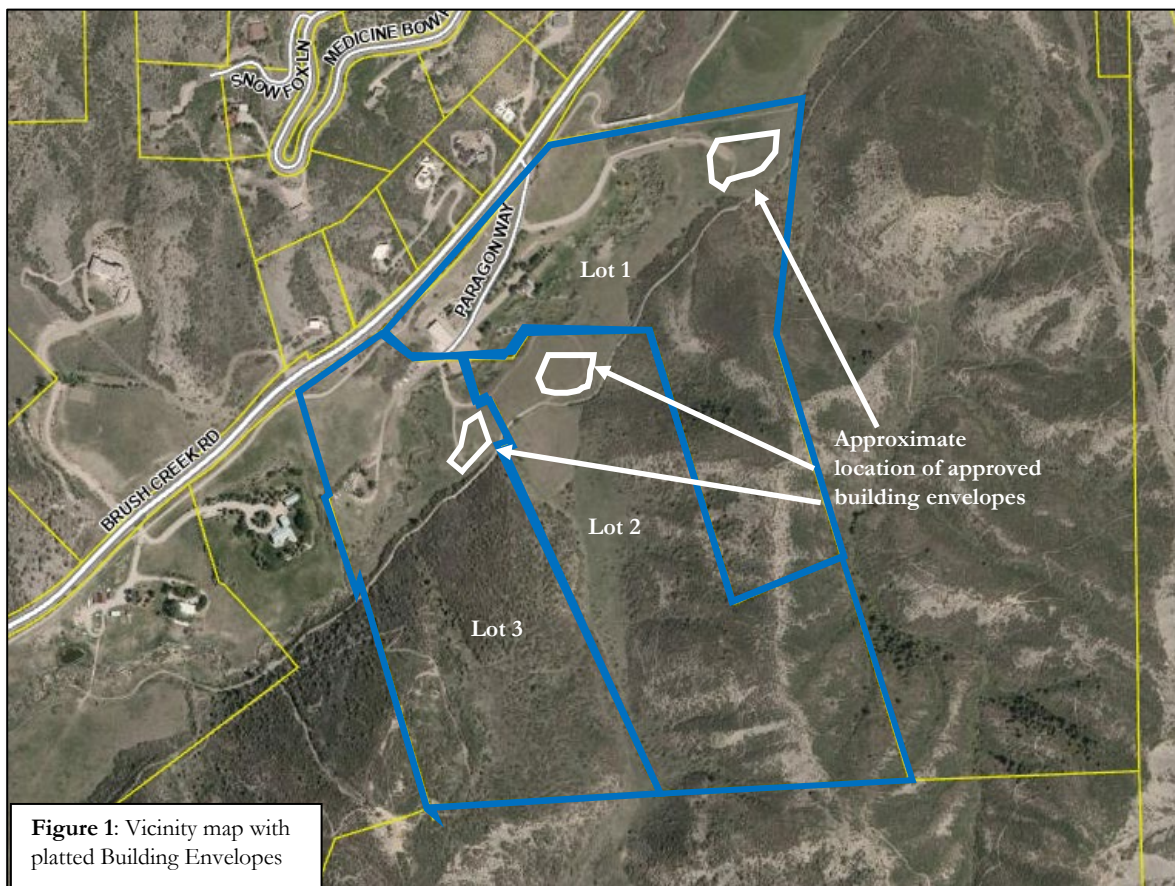 SNOW FOX LN
MEDICINE BOW
PARAGON WAY
Lot 1
BRUSH CREEK RD
Approximate
location of approved
building envelopes
Lot 2
Lot 3
Figure 1: Vicinity map with
platted Building Envelopes